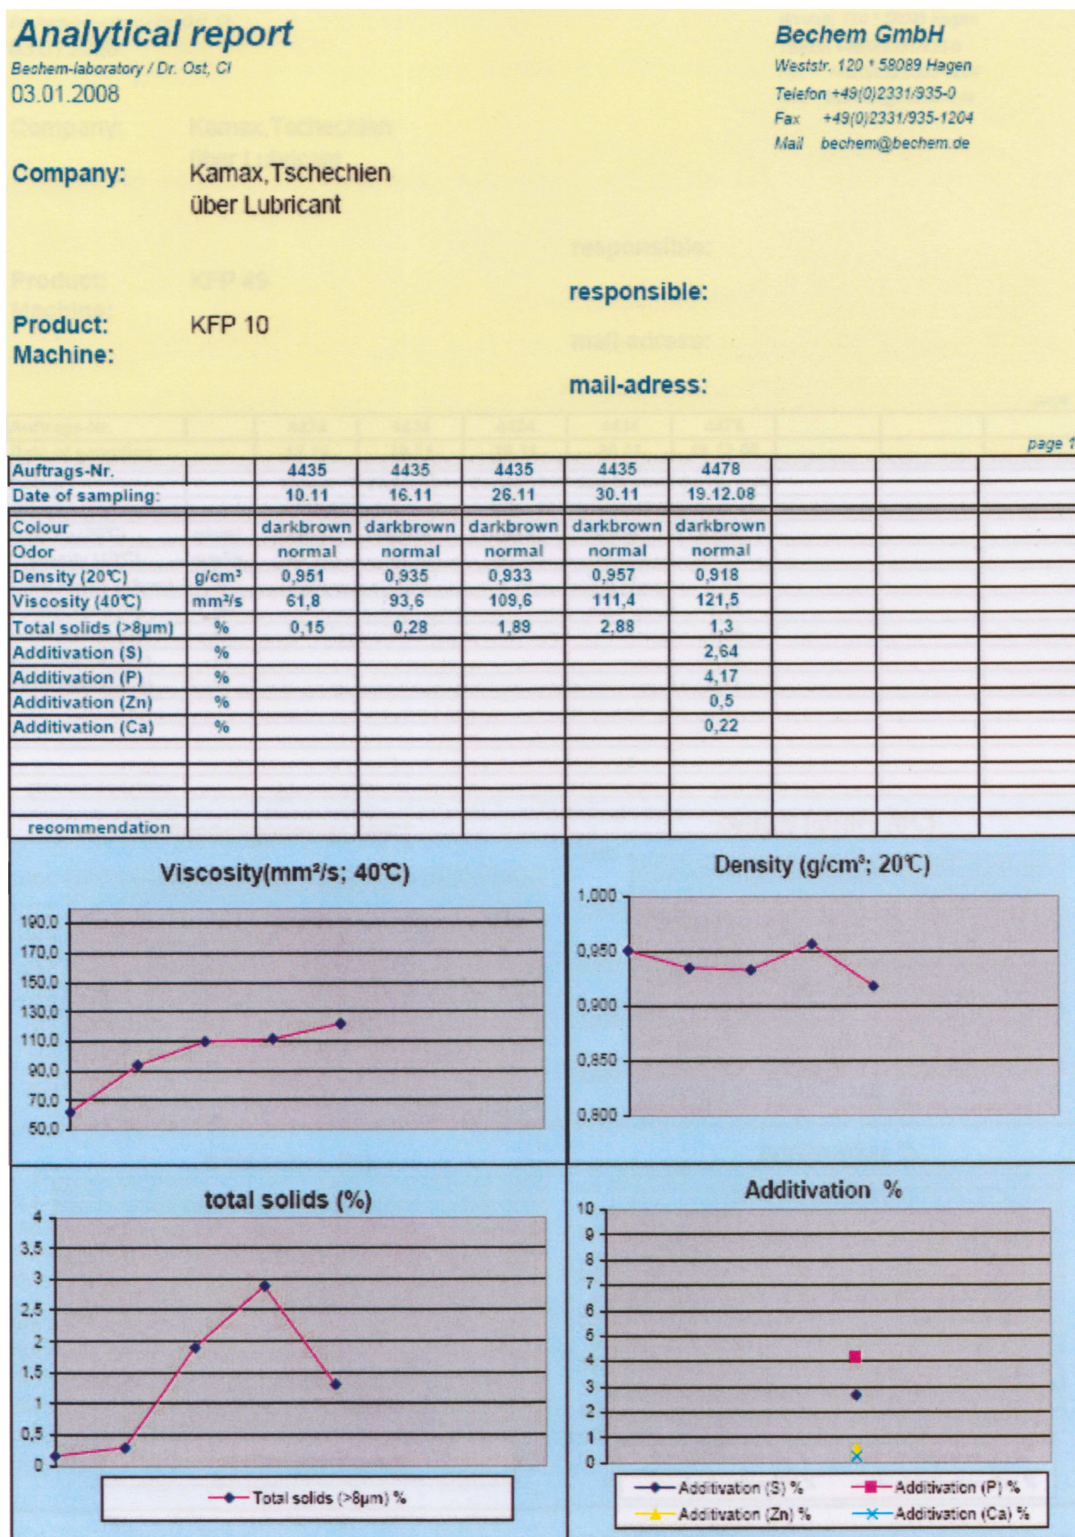 Analytical report
Bechem-laboratory / Dr. Ost, Cl
03.01.2008
Bechem GmbH
Weststr. 120 * 58089 Hagen
Telefon +49(0)2331/935-0
Fax +49(0)2331/935-1204
Mail bechem@bechem.de
Company: Kamax,Tschechien
über Lubricant
responsible:
Product: KFP 10
Machine:
mail-adress:
page 1
Auftrags-Nr. 4435 4435 4435 4435 4478
Date of sampling: 10.11 16.11 26.11 30.11 19.12.08
Colour darkbrown darkbrown darkbrown darkbrown darkbrown
Odor normal normal normal normal normal
Density (20°C) g/cm³ 0,951 0,935 0,933 0,957 0,918
Viscosity (40°C) mm²/s 61,8 93,6 109,6 111,4 121,5
Total solids (>8µm) % 0,15 0,28 1,89 2,88 1,3
Additivation (S) % 2,64
Additivation (P) % 4,17
Additivation (Zn) % 0,5
Additivation (Ca) % 0,22
recommendation
Viscosity(mm²/s; 40°C)
190,0
170,0
150,0
130,0
110,0
90,0
70,0
50,0
Density (g/cm³; 20°C)
1,000
0,950
0,900
0,850
0,800
total solids (%)
4
3,5
3
2,5
2
1,5
1
0,5
0
Total solids (>8µm) %
Additivation %
10
9
8
7
6
5
4
3
2
1
0
Additivation (S) % Additivation (P) %
Additivation (Zn) % Additivation (Ca) %